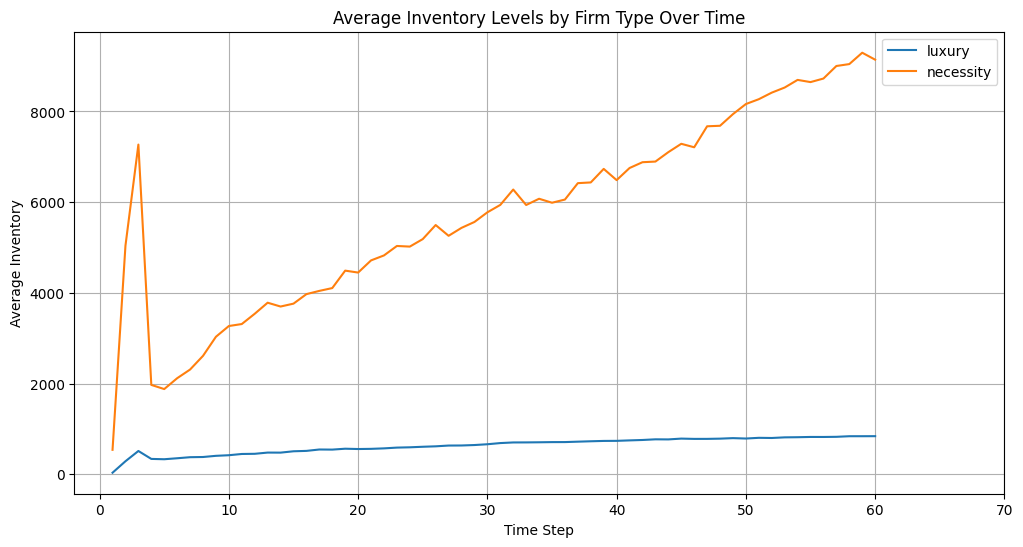 Average Inventory Levels by Firm Type Over Time
luxury
necessity
Average Inventory
8000
6000
4000
2000
0
0 10 20 30 40 50 60 70
Time Step